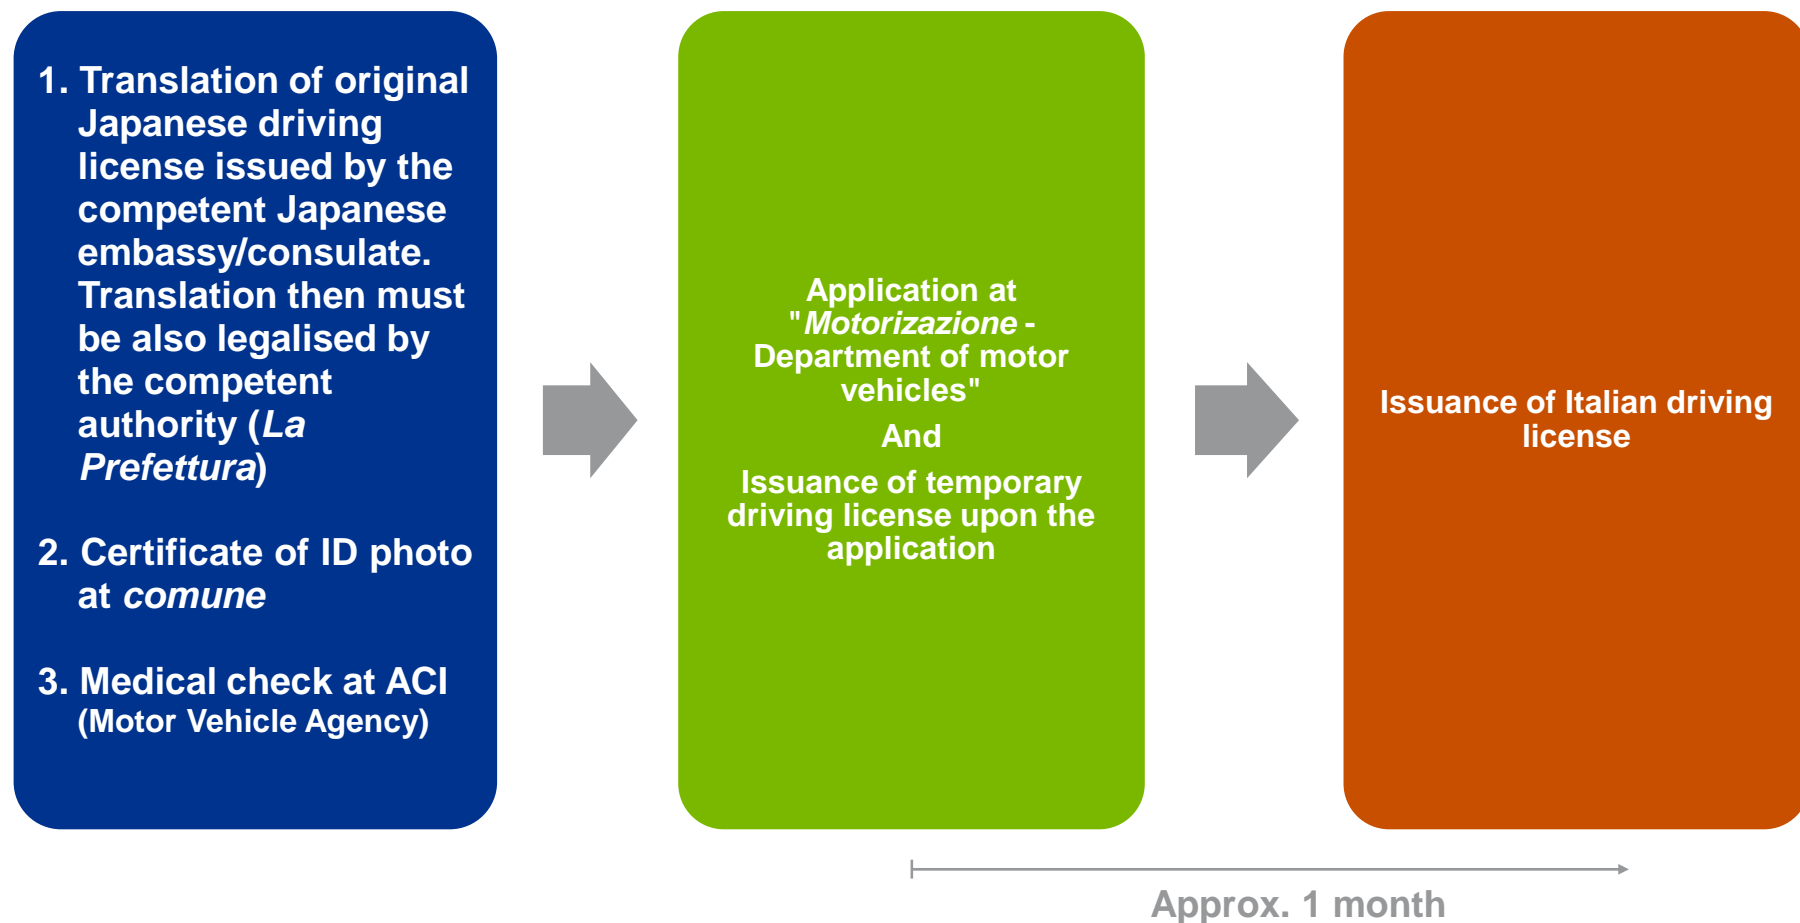 1. Translation of original
Japanese driving
license issued by the
competent Japanese
embassy/consulate.
Translation then must
be also legalised by
the competent
authority (La
Prefettura)
2. Certificate of ID photo
at comune
3. Medical check at ACI
(Motor Vehicle Agency)
Application at
"Motorizazione -
Department of motor
vehicles"
And
Issuance of temporary
driving license upon the
application
Issuance of Italian driving
license
Approx. 1 month